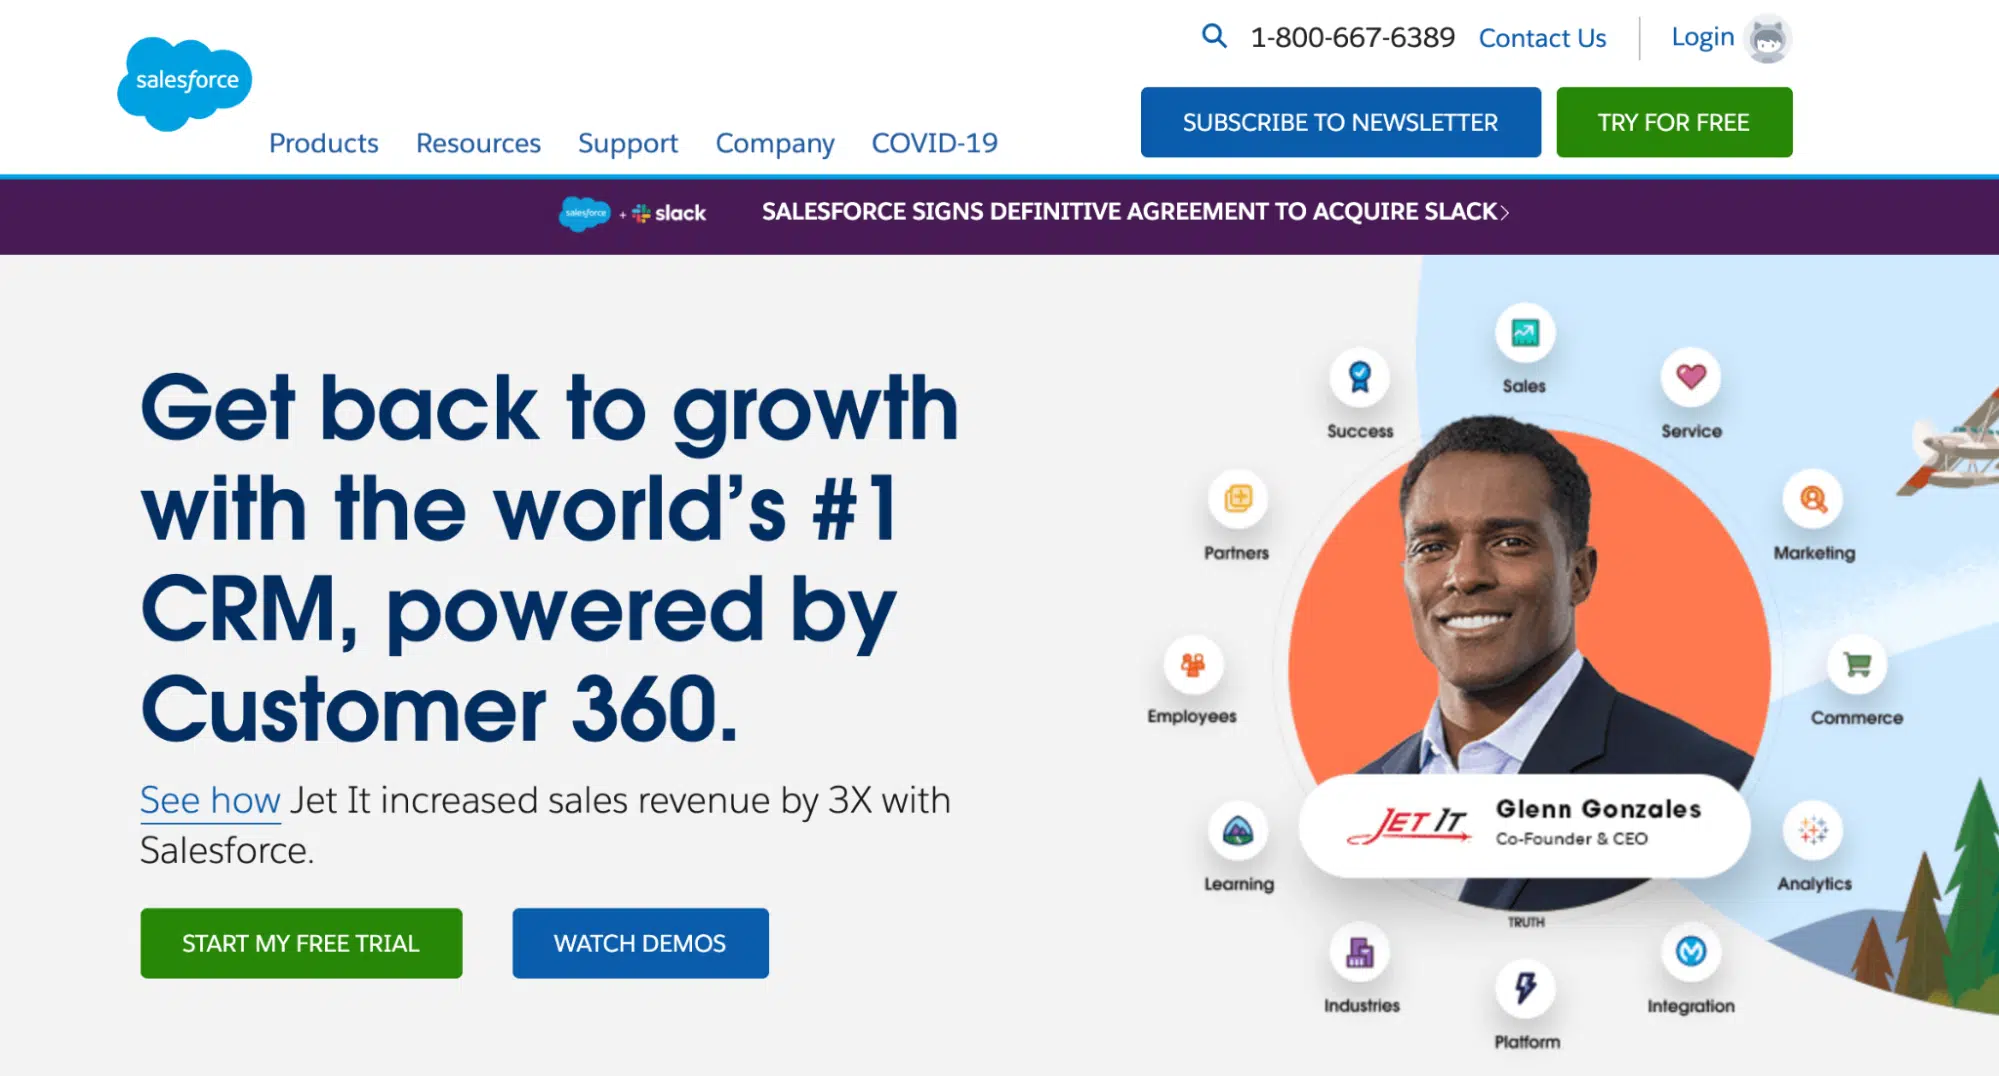 1-800-667-6389 Contact Us Login
salesforce
SUBSCRIBE TO NEWSLETTER TRY FOR FREE
Products Resources Support Company COVID-19
salesforce + slack SALESFORCE SIGNS DEFINITIVE AGREEMENT TO ACQUIRE SLACK
Get back to growth
with the world’s #1
CRM, powered by
Customer 360.
See how Jet It increased sales revenue by 3X with
Salesforce.
START MY FREE TRIAL WATCH DEMOS
Sales
Success
Service
Partners
Marketing
Employees
Commerce
JET IT
Glenn Gonzales
Co-Founder & CEO
Learning
Analytics
TRUTH
Industries
Integration
Platform